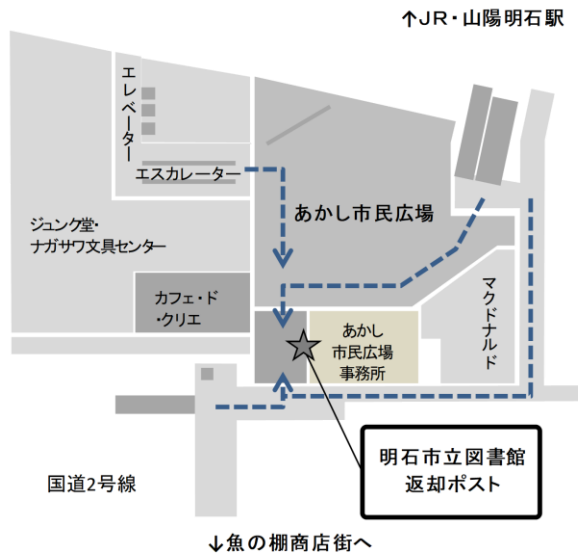 ↑JR・山陽明石駅
エレベーター
エスカレーター
あかし市民広場
ジュンク堂・
ナガサワ文具センター
カフェ・ド
・クリエ
あかし
市民広場
事務所
マクドナルド
明石市立図書館
返却ポスト
国道2号線
↓魚の棚商店街へ